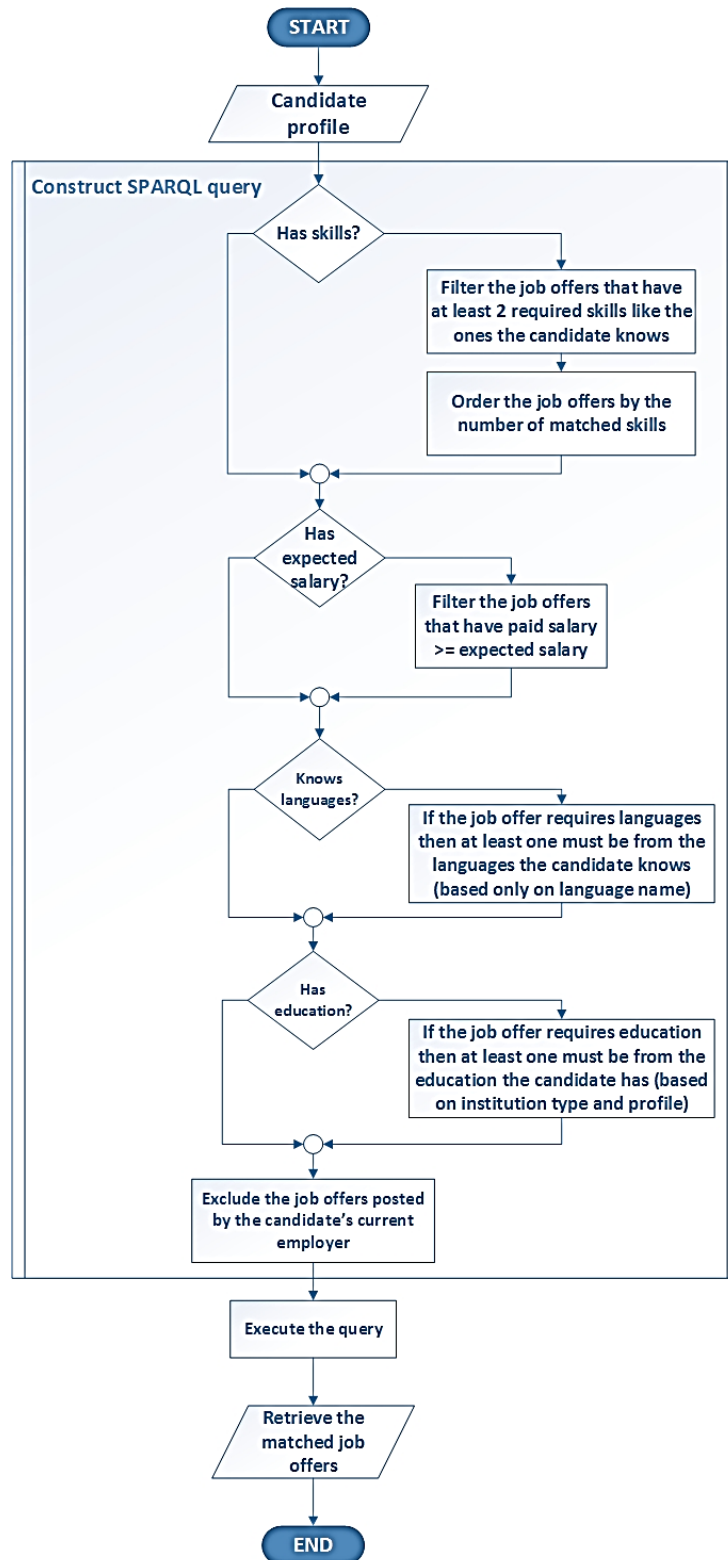 START
Candidate
profile
Construct SPARQL query
Has skills?
Filter the job offers that have
at least 2 required skills like the
ones the candidate knows
Order the job offers by the
number of matched skills
Has
expected
salary?
Filter the job offers
that have paid salary
>= expected salary
Knows
languages?
If the job offer requires languages
then at least one must be from the
languages the candidate knows
(based only on language name)
Has
education?
If the job offer requires education
then at least one must be from the
education the candidate has (based
on institution type and profile)
Exclude the job offers posted
by the candidate’s current
employer
Execute the query
Retrieve the
matched job
offers
END